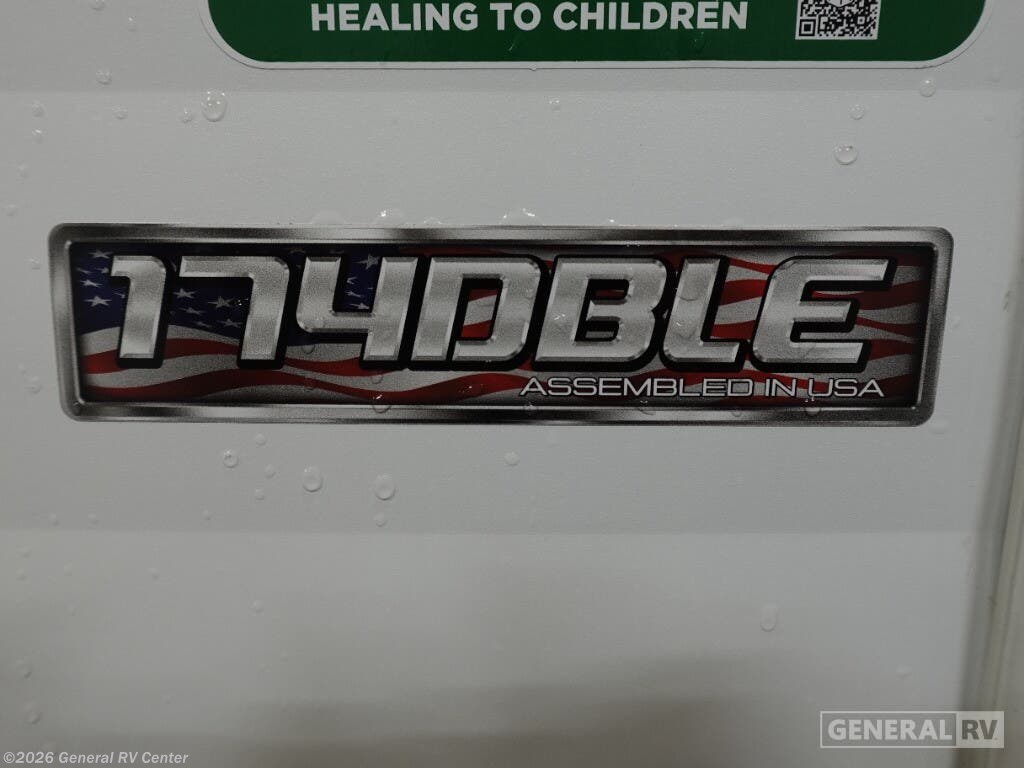 HEALING TO CHILDREN
174DBLE
ASSEMBLED IN USA
GENERAL RV
©2026 General RV Center